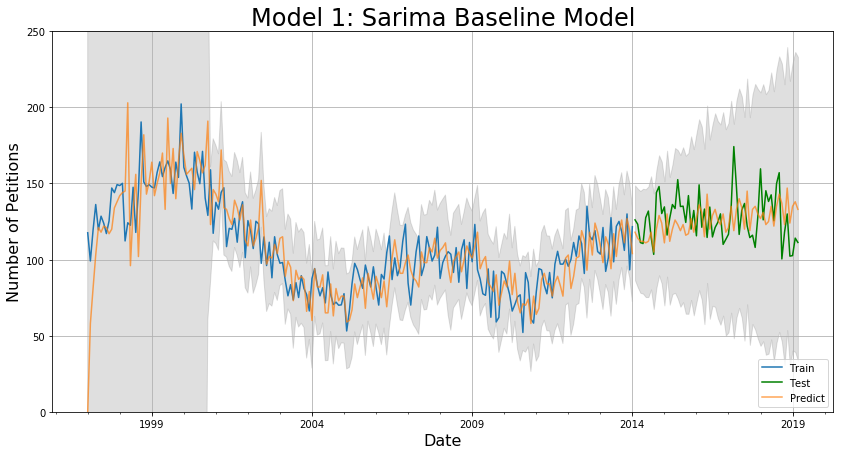 Model 1: Sarima Baseline Model
250
200
150
100
50
0
Number of Petitions
1999
2004
2009
2014
2019
Date
Train
Test
Predict